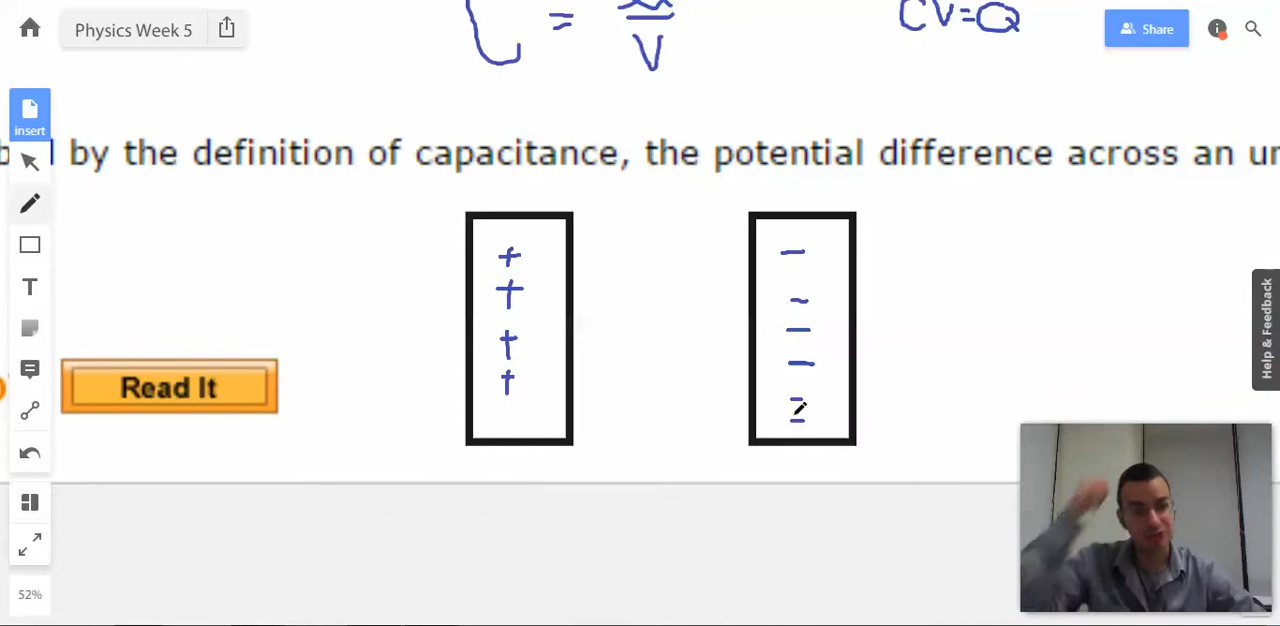 Physics Week 5
Share
C = Q/V
CV=Q
insert
by the definition of capacitance, the potential difference across an
+
+
+
+
−
~
−
−
−
−
T
Read It
Help & Feedback
52%